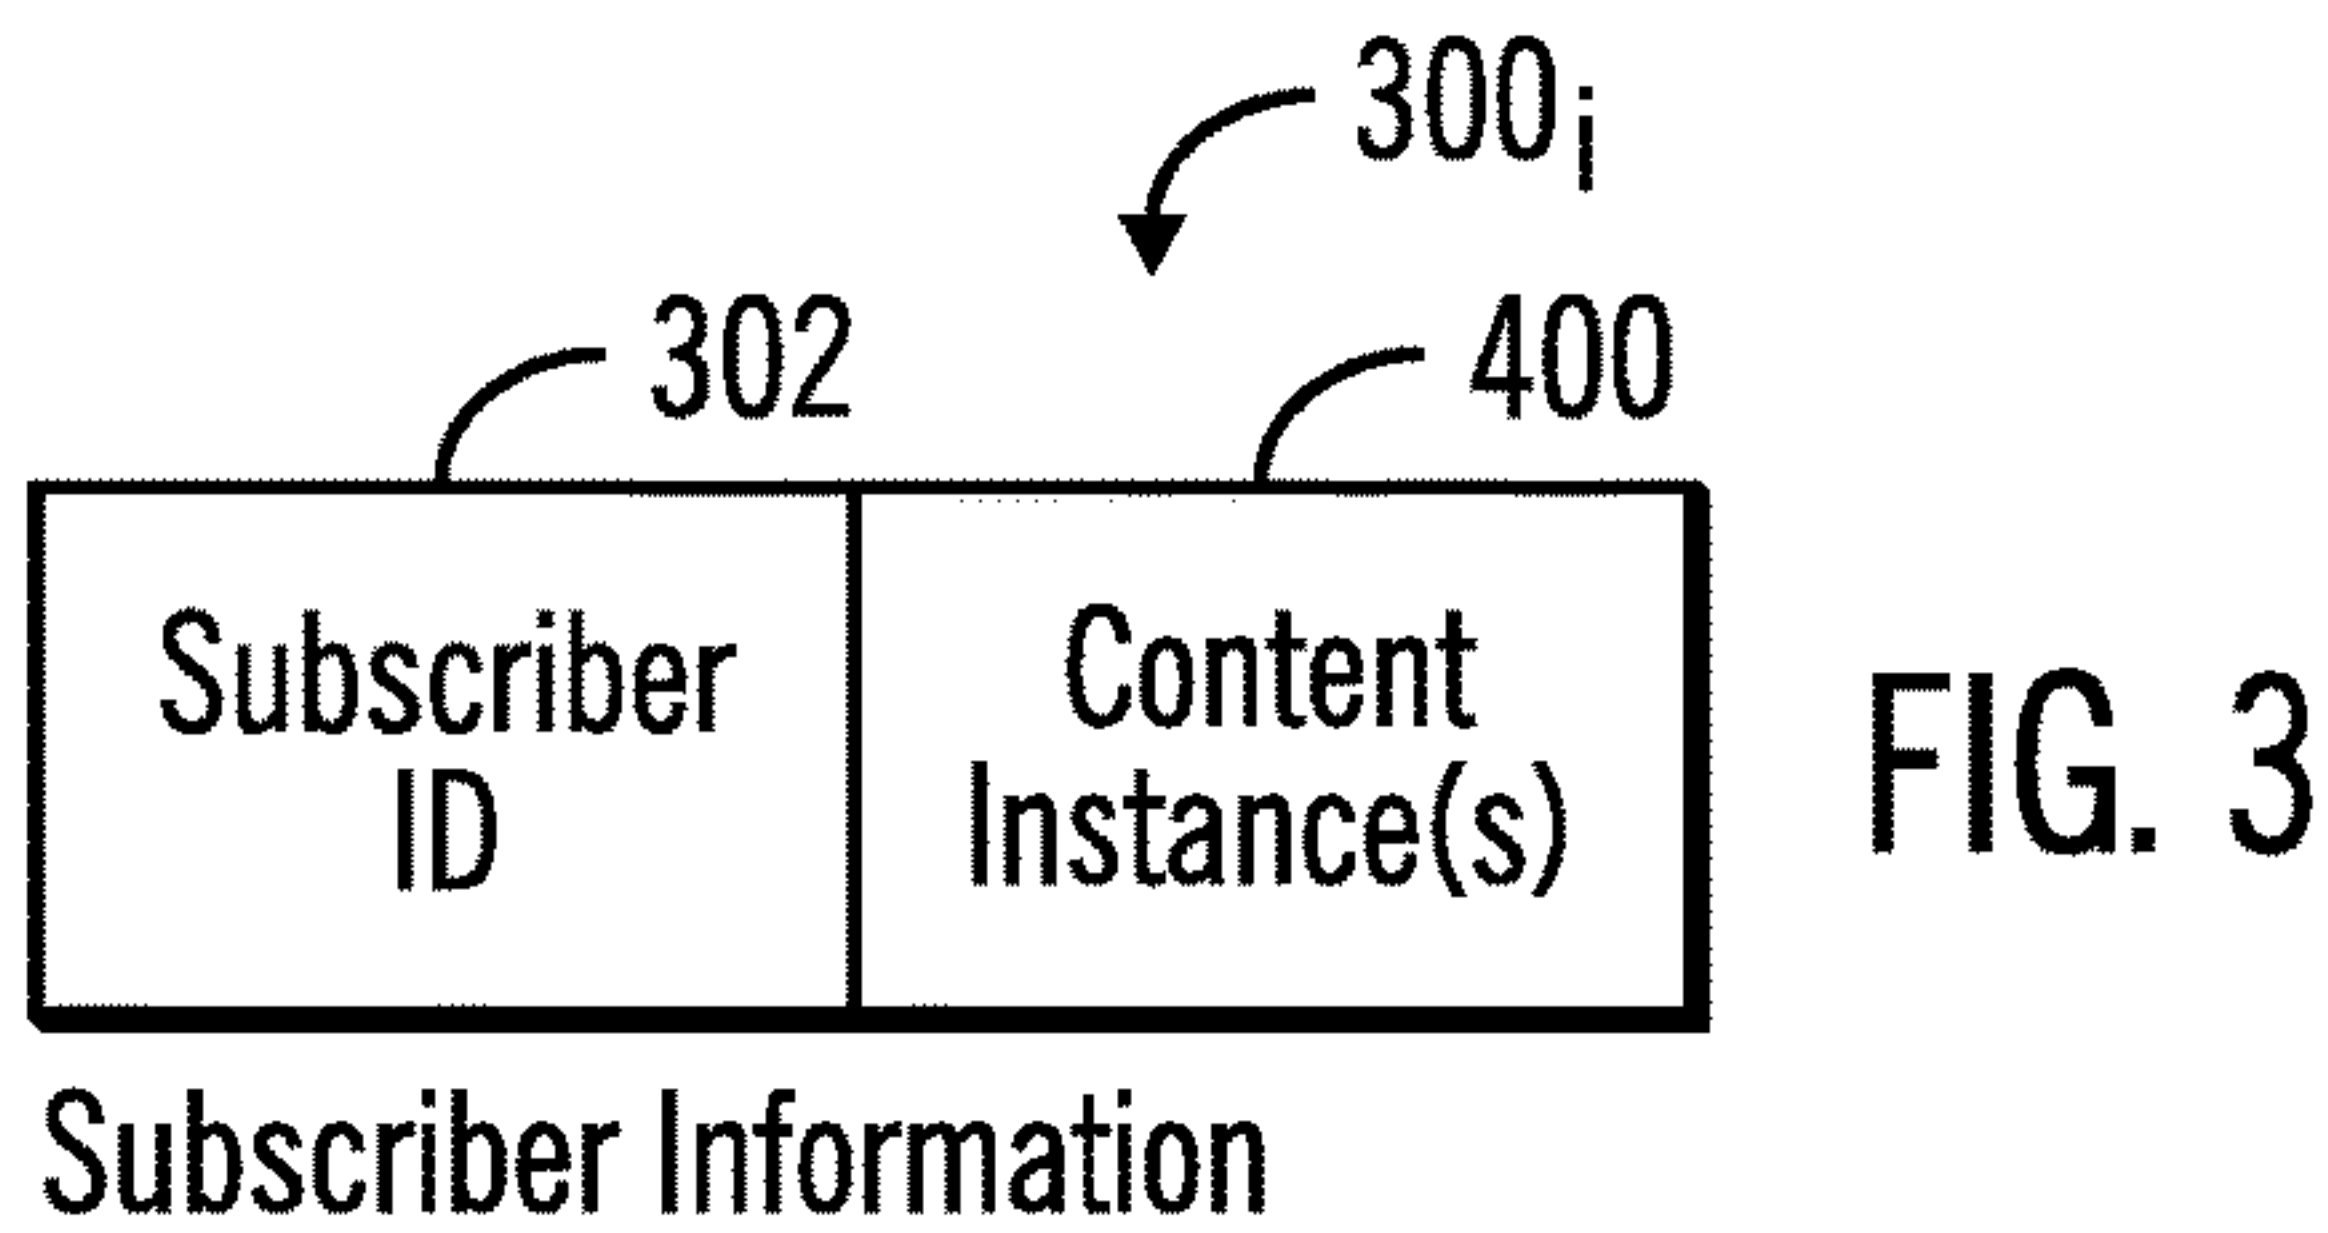 300i
302
400
Subscriber
ID
Content
Instance(s)
FIG. 3
Subscriber Information